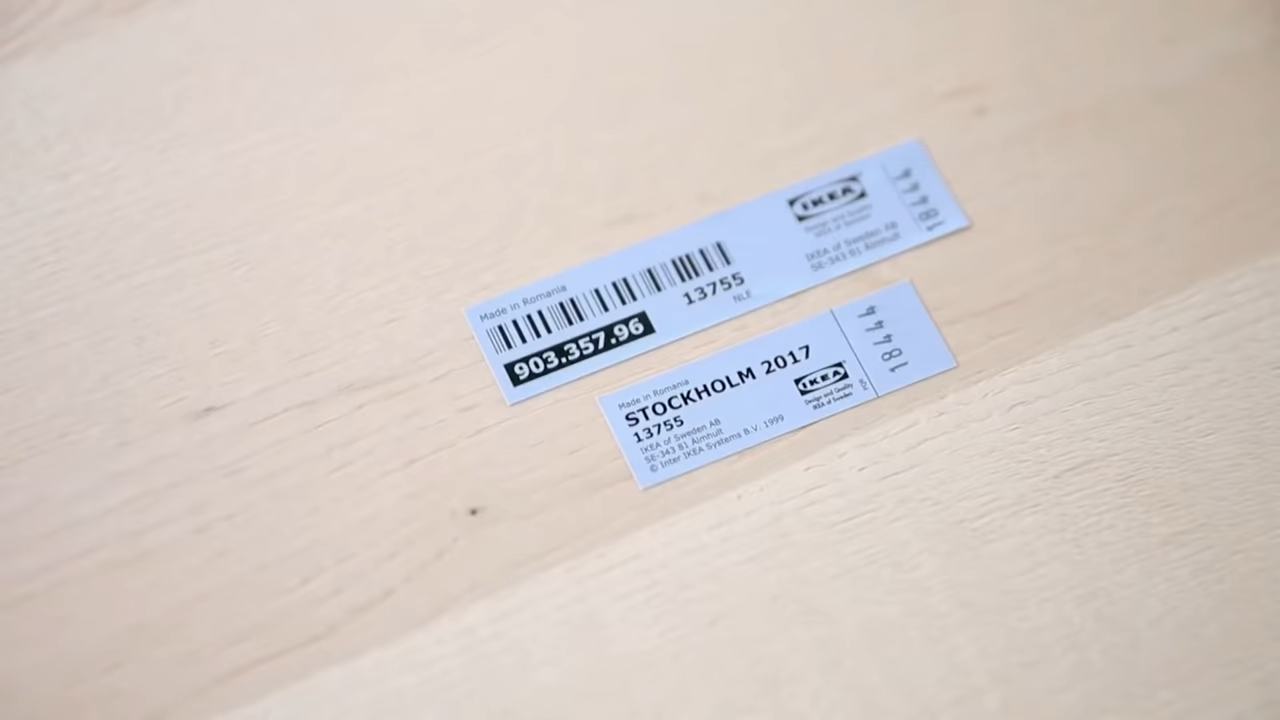 Made in Romania
903.357.96
13755
NLE
IKEA
Design and Quality
IKEA of Sweden
IKEA of Sweden AB
SE-343 81 Älmhult
18444
Made in Romania
STOCKHOLM 2017
13755
IKEA of Sweden AB
SE-343 81 Älmhult
© Inter IKEA Systems B.V. 1999
IKEA
Design and Quality
IKEA of Sweden
18444